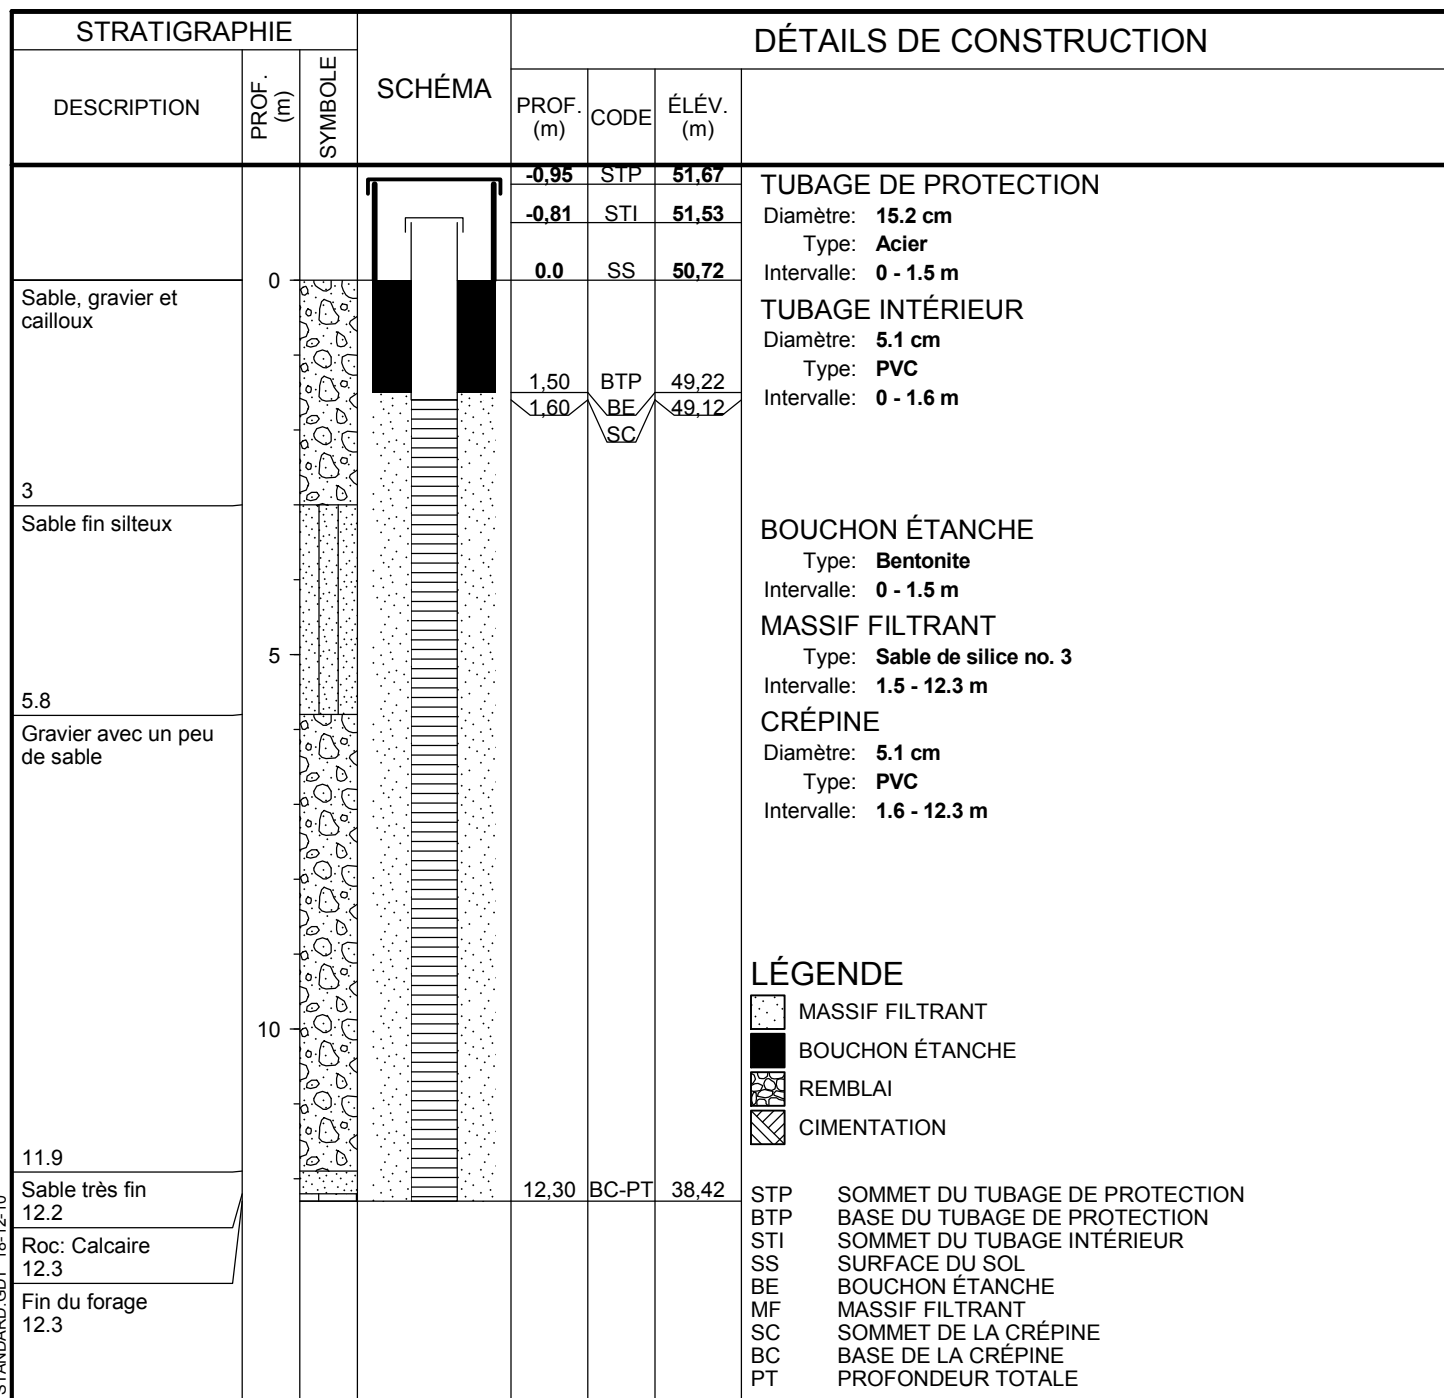 STRATIGRAPHIE
SCHÉMA
DÉTAILS DE CONSTRUCTION
DESCRIPTION
PROF. (m)
SYMBOLE
PROF. (m)
CODE
ÉLÉV. (m)
-0,95 STP 51,67
-0,81 STI 51,53
0.0 SS 50,72
1,50 BTP 49,22
1,60 BE 49,12
SC
12,30 BC-PT 38,42
0
5
10
Sable, gravier et
cailloux
3
Sable fin silteux
5.8
Gravier avec un peu
de sable
11.9
Sable très fin
12.2
Roc: Calcaire
12.3
Fin du forage
12.3
TUBAGE DE PROTECTION
Diamètre: 15.2 cm
Type: Acier
Intervalle: 0 - 1.5 m
TUBAGE INTÉRIEUR
Diamètre: 5.1 cm
Type: PVC
Intervalle: 0 - 1.6 m
BOUCHON ÉTANCHE
Type: Bentonite
Intervalle: 0 - 1.5 m
MASSIF FILTRANT
Type: Sable de silice no. 3
Intervalle: 1.5 - 12.3 m
CRÉPINE
Diamètre: 5.1 cm
Type: PVC
Intervalle: 1.6 - 12.3 m
LÉGENDE
MASSIF FILTRANT
BOUCHON ÉTANCHE
REMBLAI
CIMENTATION
STP SOMMET DU TUBAGE DE PROTECTION
BTP BASE DU TUBAGE DE PROTECTION
STI SOMMET DU TUBAGE INTÉRIEUR
SS SURFACE DU SOL
BE BOUCHON ÉTANCHE
MF MASSIF FILTRANT
SC SOMMET DE LA CRÉPINE
BC BASE DE LA CRÉPINE
PT PROFONDEUR TOTALE
STANDARD.GDT 18-12-10